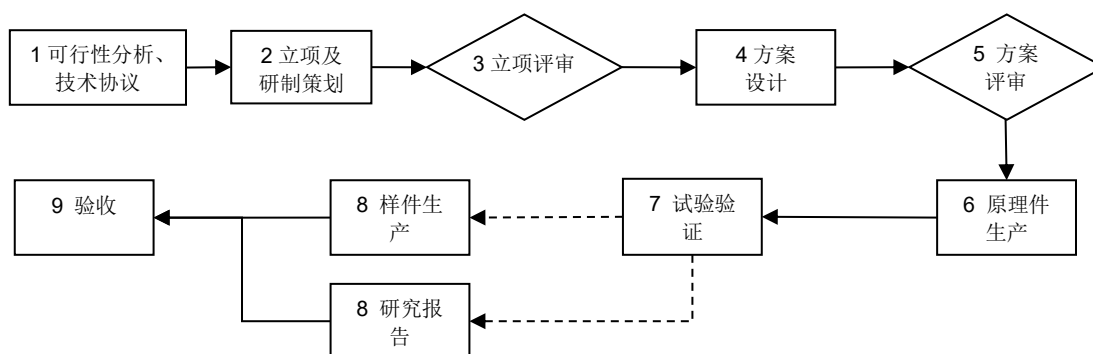 1 可行性分析、
技术协议
2 立项及
研制策划
3 立项评审
4 方案
设计
5 方案
评审
9 验收
8 样件生
产
7 试验验
证
6 原理件
生产
8 研究报
告